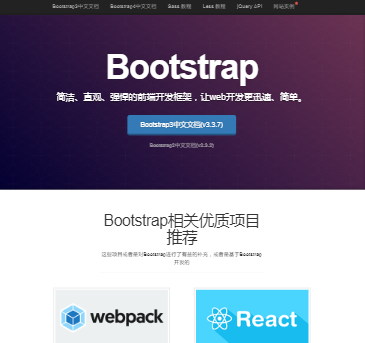 Bootstrap3中文文档 Bootstrap4中文文档 Sass 教程 Less 教程 jQuery API 网站实例
Bootstrap
简洁、直观、强悍的前端开发框架，让web开发更迅速、简单。
Bootstrap3中文文档(v3.3.7)
Bootstrap2中文文档(v2.3.2)
Bootstrap相关优质项目
推荐
这些项目或者是对Bootstrap进行了有益的补充，或者是基于Bootstrap
开发的
webpack
React